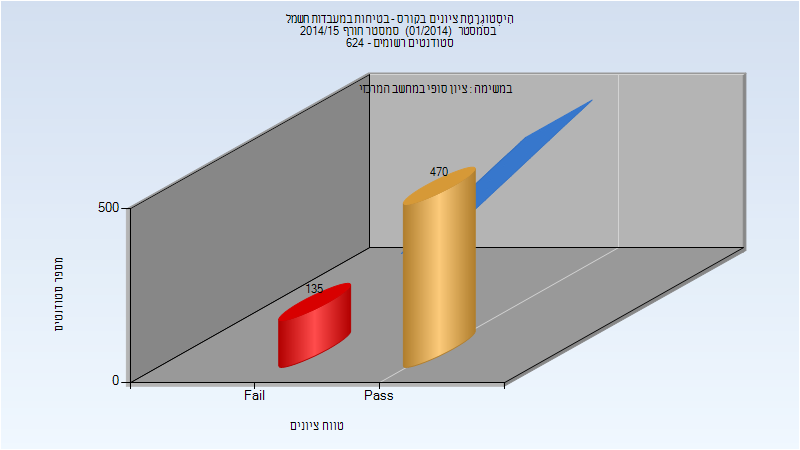 היסטוגרמת ציונים בקורס - בטיחות במעבדות חשמל
בסמסטר (01/2014) סמסטר חורף 2014/15
סטודנטים רשומים - 624
במשימה : ציון סופי במחשב המרכזי
470
500
135
מספר סטודנטים
0
Fail Pass
טווח ציונים